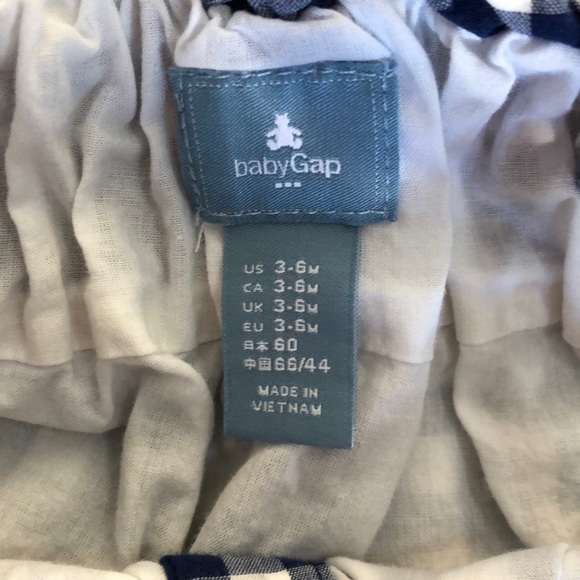 babyGap
US 3-6M
CA 3-6M
UK 3-6M
EU 3-6M
日本 60
中国 66/44
MADE IN
VIETNAM